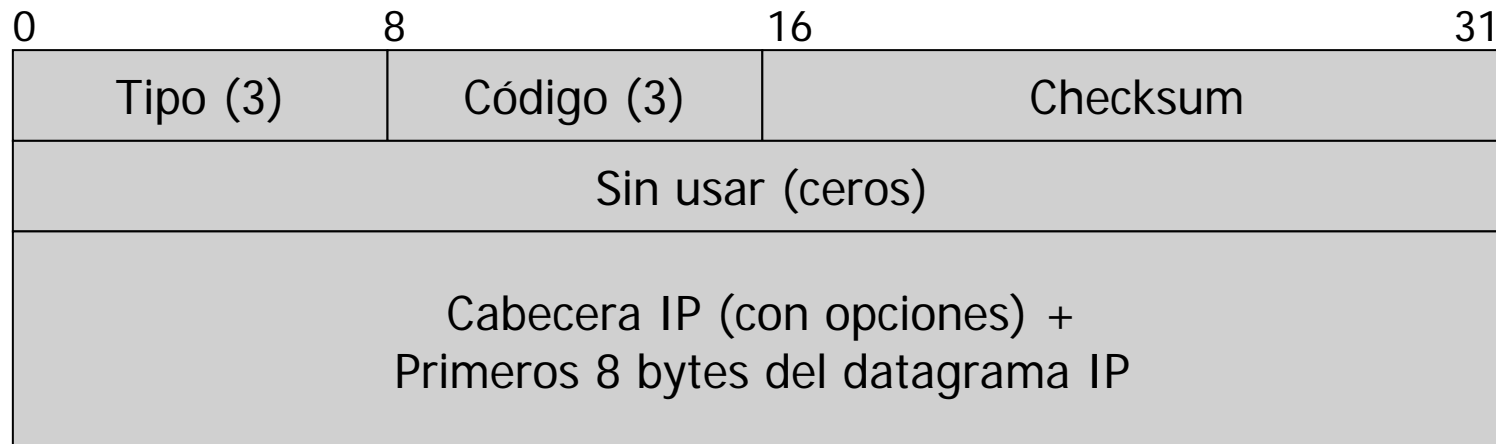 0 8 16 31
Tipo (3) Código (3) Checksum
Sin usar (ceros)
Cabecera IP (con opciones) +
Primeros 8 bytes del datagrama IP